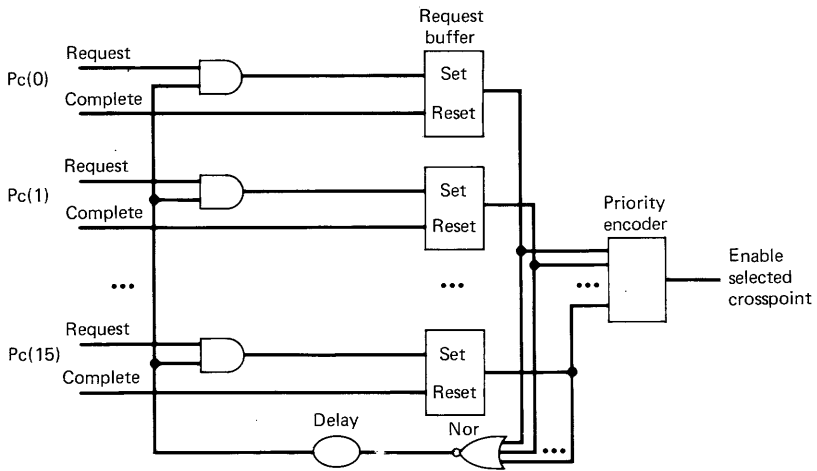 Request
buffer
Request
Pc(0)
Set
Complete
Reset
Request
Pc(1)
Set
Complete
Reset
Priority
encoder
Enable
selected
crosspoint
...
...
...
Request
Pc(15)
Set
Complete
Reset
Delay
Nor
...